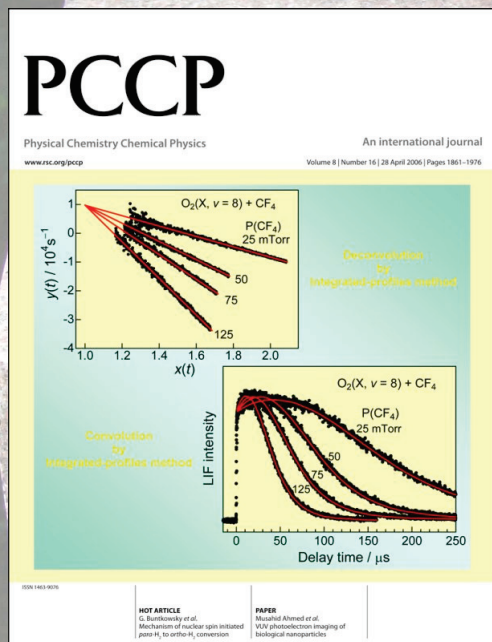 PCCP
Physical Chemistry Chemical Physics
An international journal
www.rsc.org/pccp
Volume 8 | Number 16 | 28 April 2006 | Pages 1861–1976
O₂(X, v = 8) + CF₄
P(CF₄)
25 mTorr
50
75
125
y(t) / 10⁴s⁻¹
1
0
-1
-2
-3
-4
1.0 1.2 1.4 1.6 1.8 2.0
x(t)
Deconvolution
by
Integrated-profiles method
Convolution
by
Integrated-profiles method
O₂(X, v = 8) + CF₄
P(CF₄)
25 mTorr
50
75
125
LIF intensity
0 50 100 150 200 250
Delay time / μs
ISSN 1463-9076
HOT ARTICLE
G. Buntkowsky et al.
Mechanism of nuclear spin initiated
para-H₂ to ortho-H₂ conversion
PAPER
Musahid Ahmed et al.
VUV photoelectron imaging of
biological nanoparticles